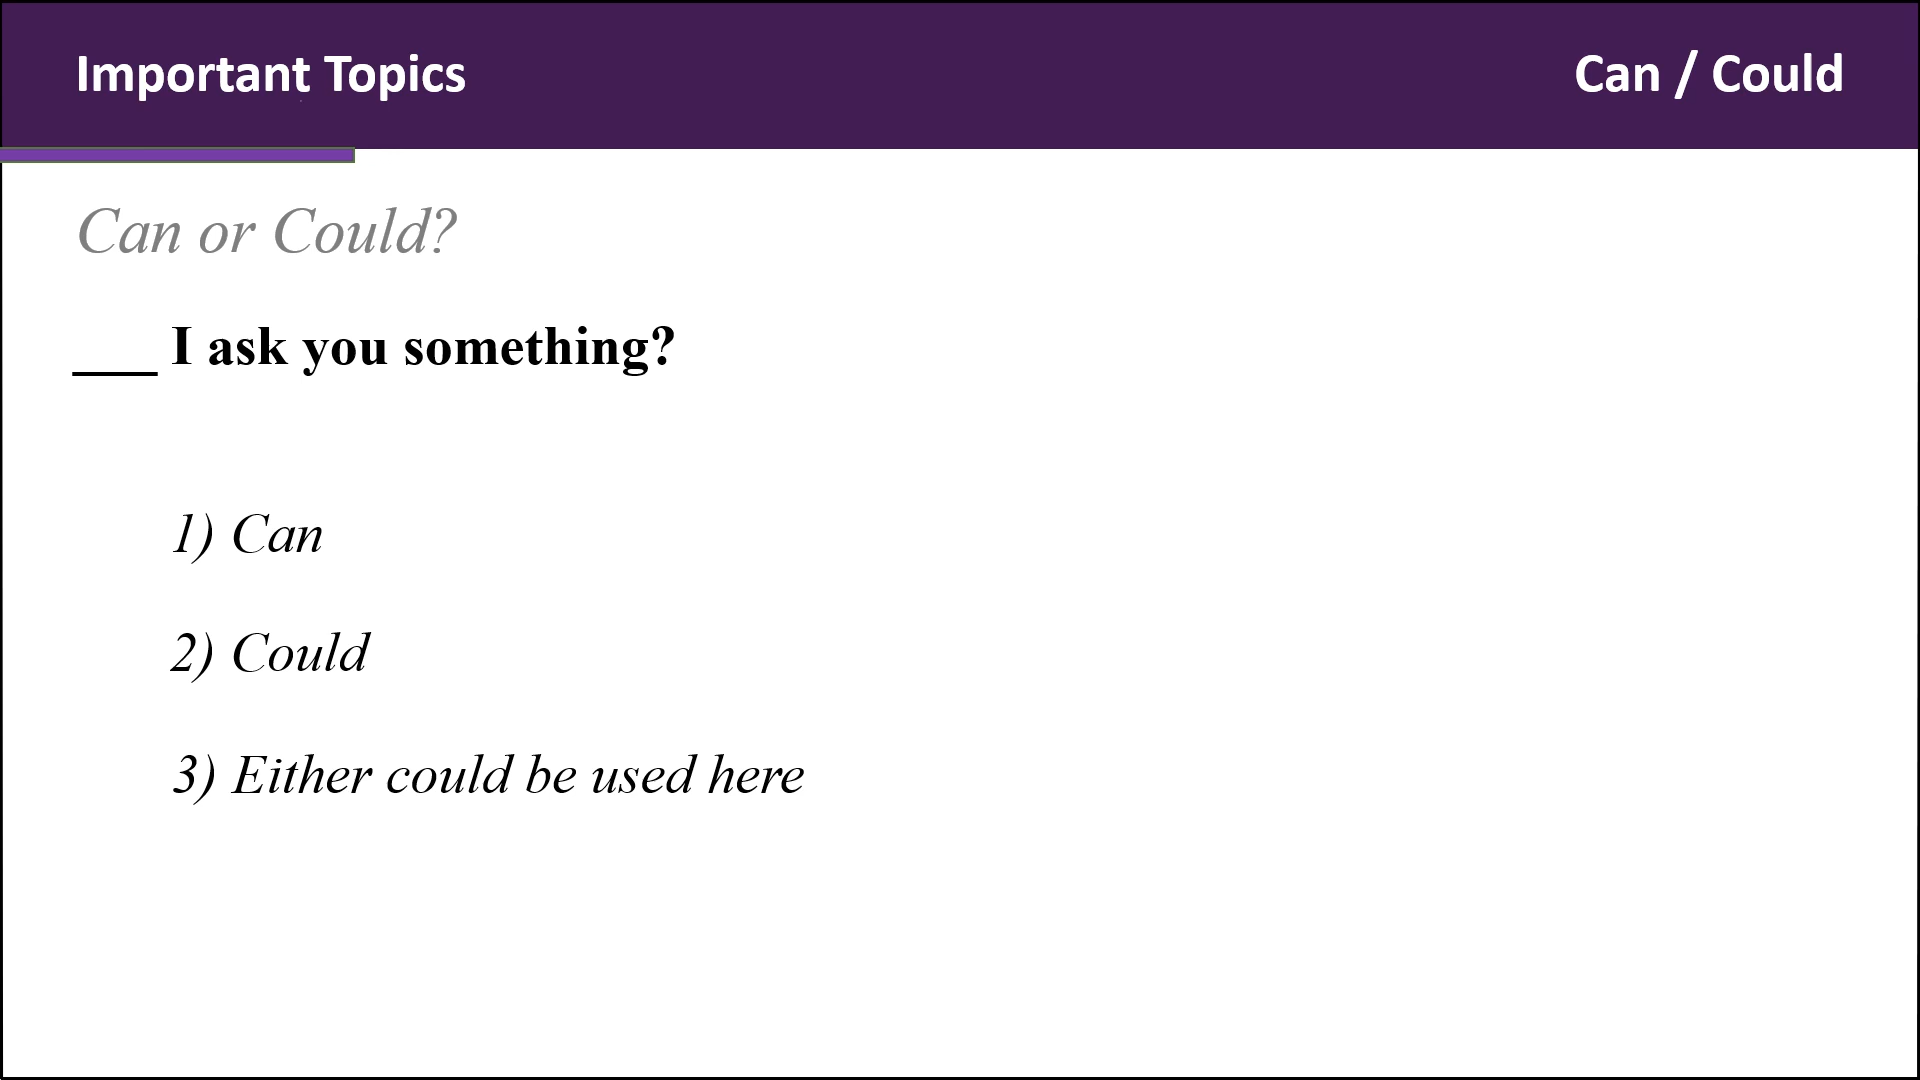 Important Topics
Can / Could
Can or Could?
___ I ask you something?
1) Can
2) Could
3) Either could be used here